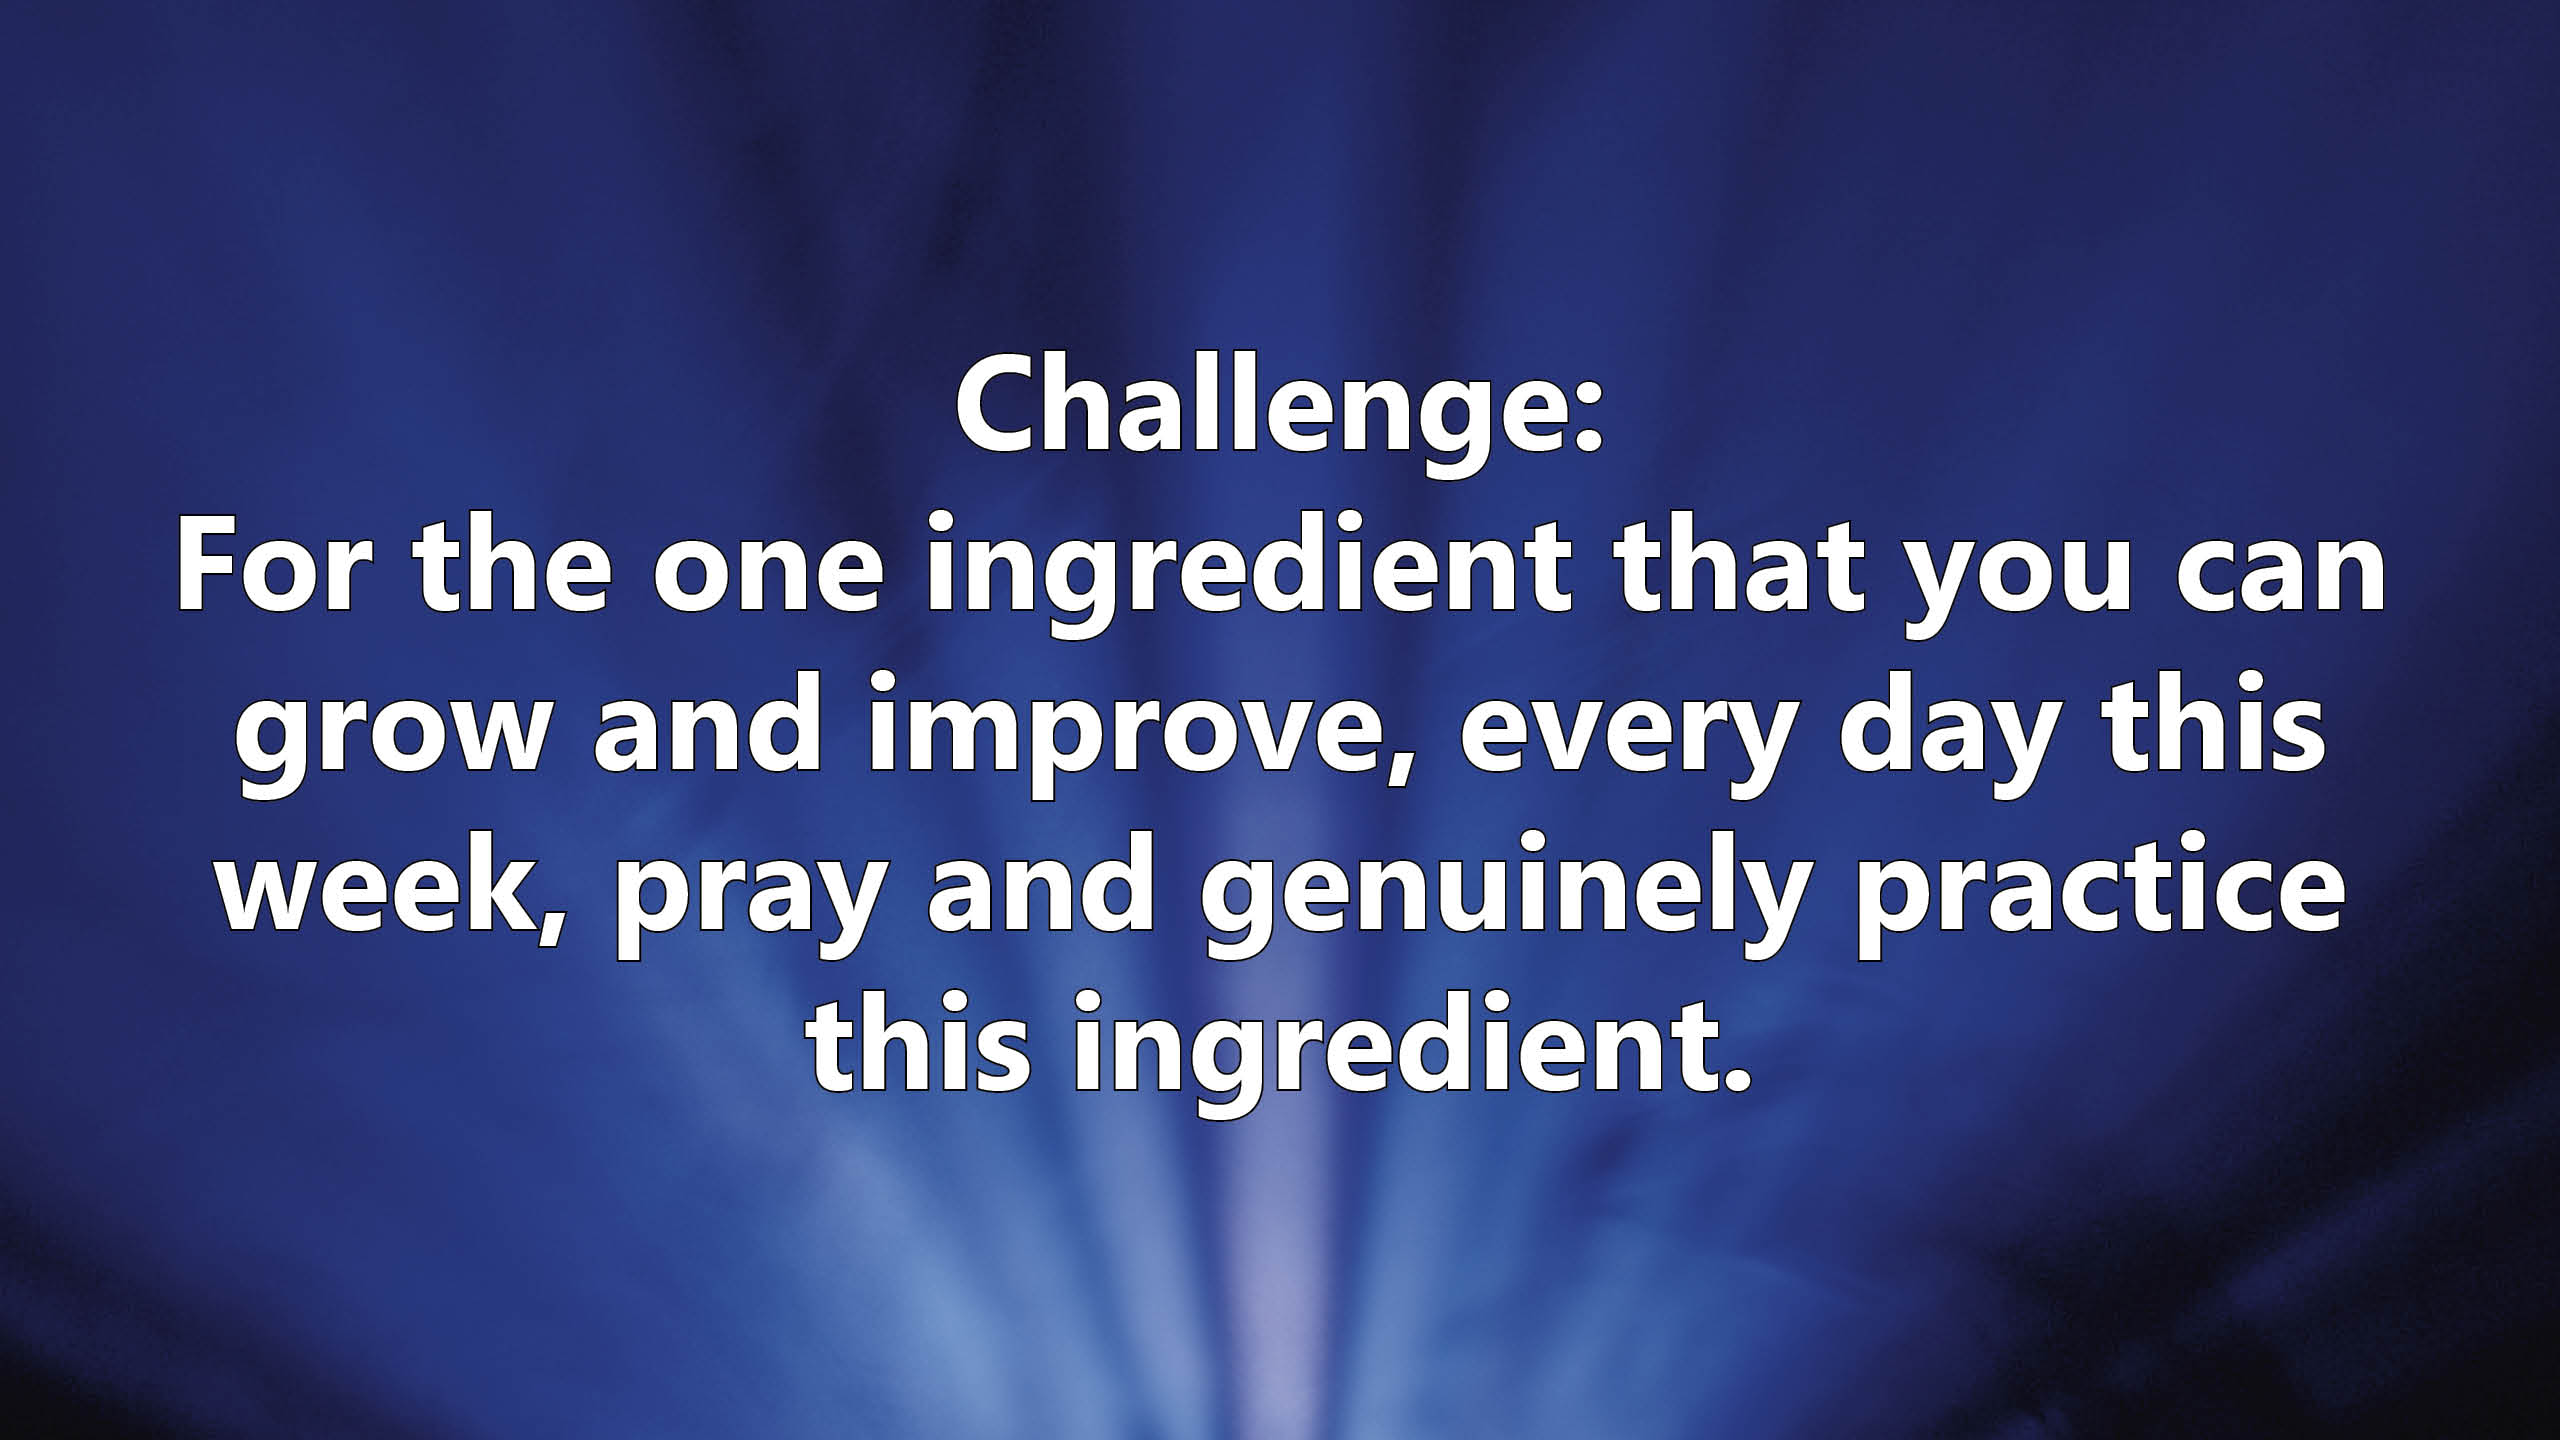 Challenge:
For the one ingredient that you can
grow and improve, every day this
week, pray and genuinely practice
this ingredient.